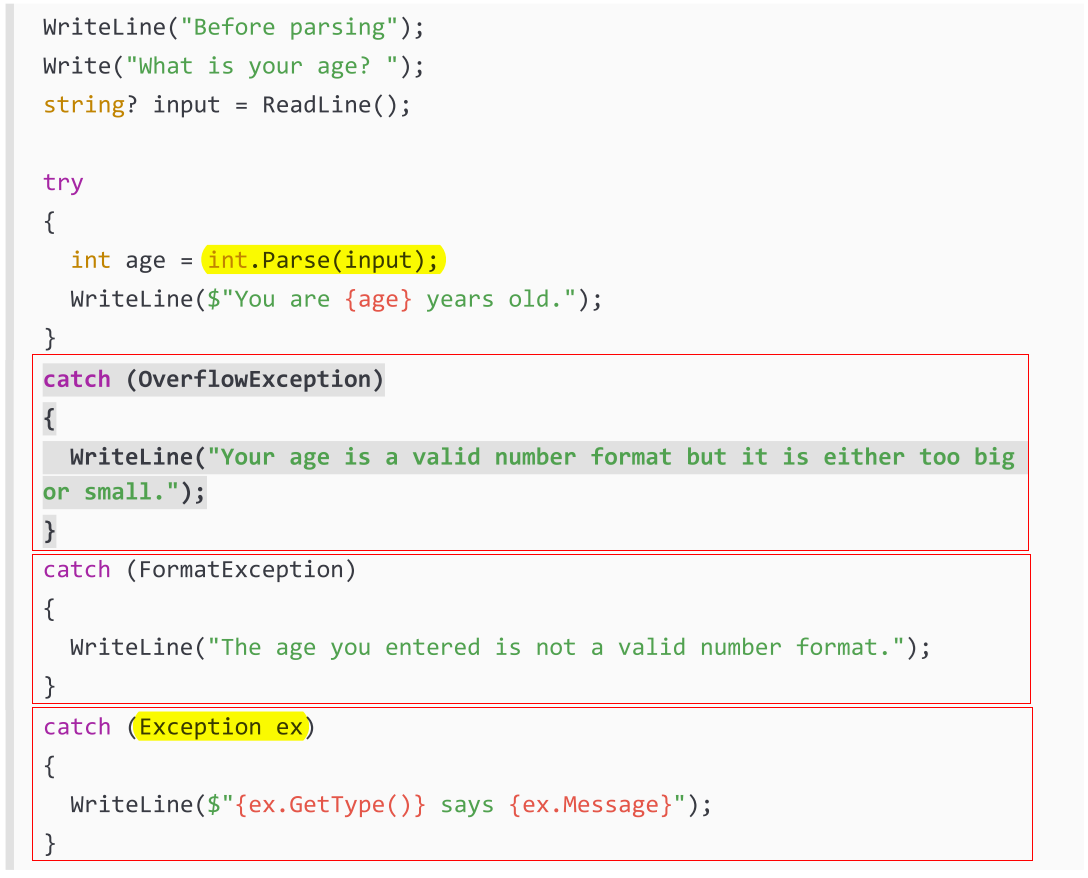 WriteLine("Before parsing");
Write("What is your age? ");
string? input = ReadLine();
try
{
int age = int.Parse(input);
WriteLine($"You are {age} years old.");
}
catch (OverflowException)
{
WriteLine("Your age is a valid number format but it is either too big
or small.");
}
catch (FormatException)
{
WriteLine("The age you entered is not a valid number format.");
}
catch (Exception ex)
{
WriteLine($"{ex.GetType()} says {ex.Message}");
}